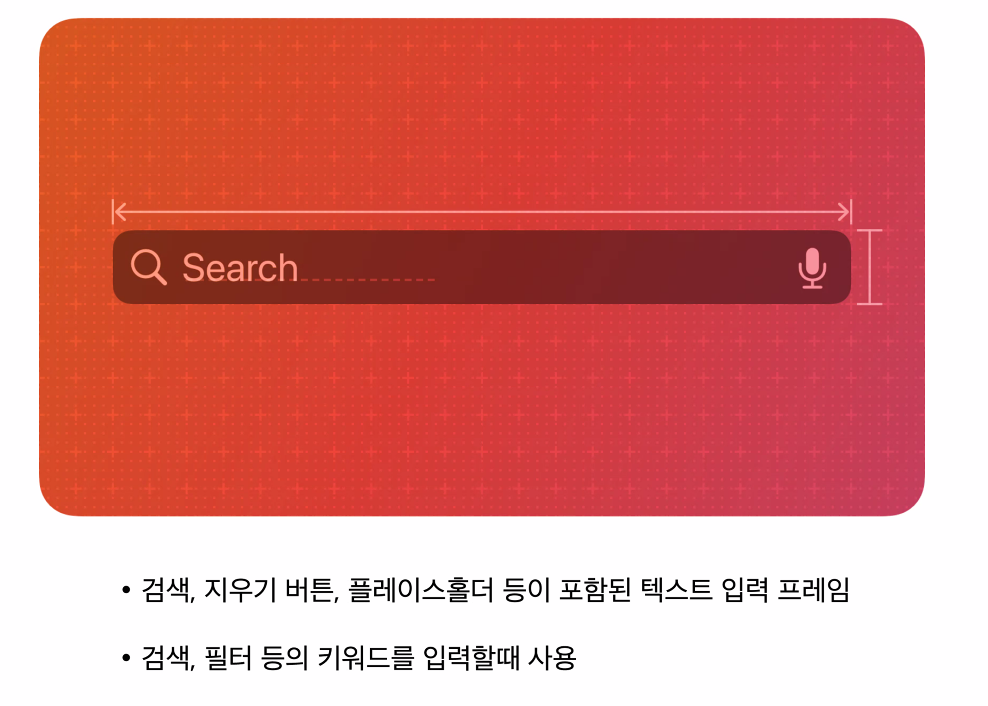 Search
• 검색, 지우기 버튼, 플레이스홀더 등이 포함된 텍스트 입력 프레임
• 검색, 필터 등의 키워드를 입력할때 사용